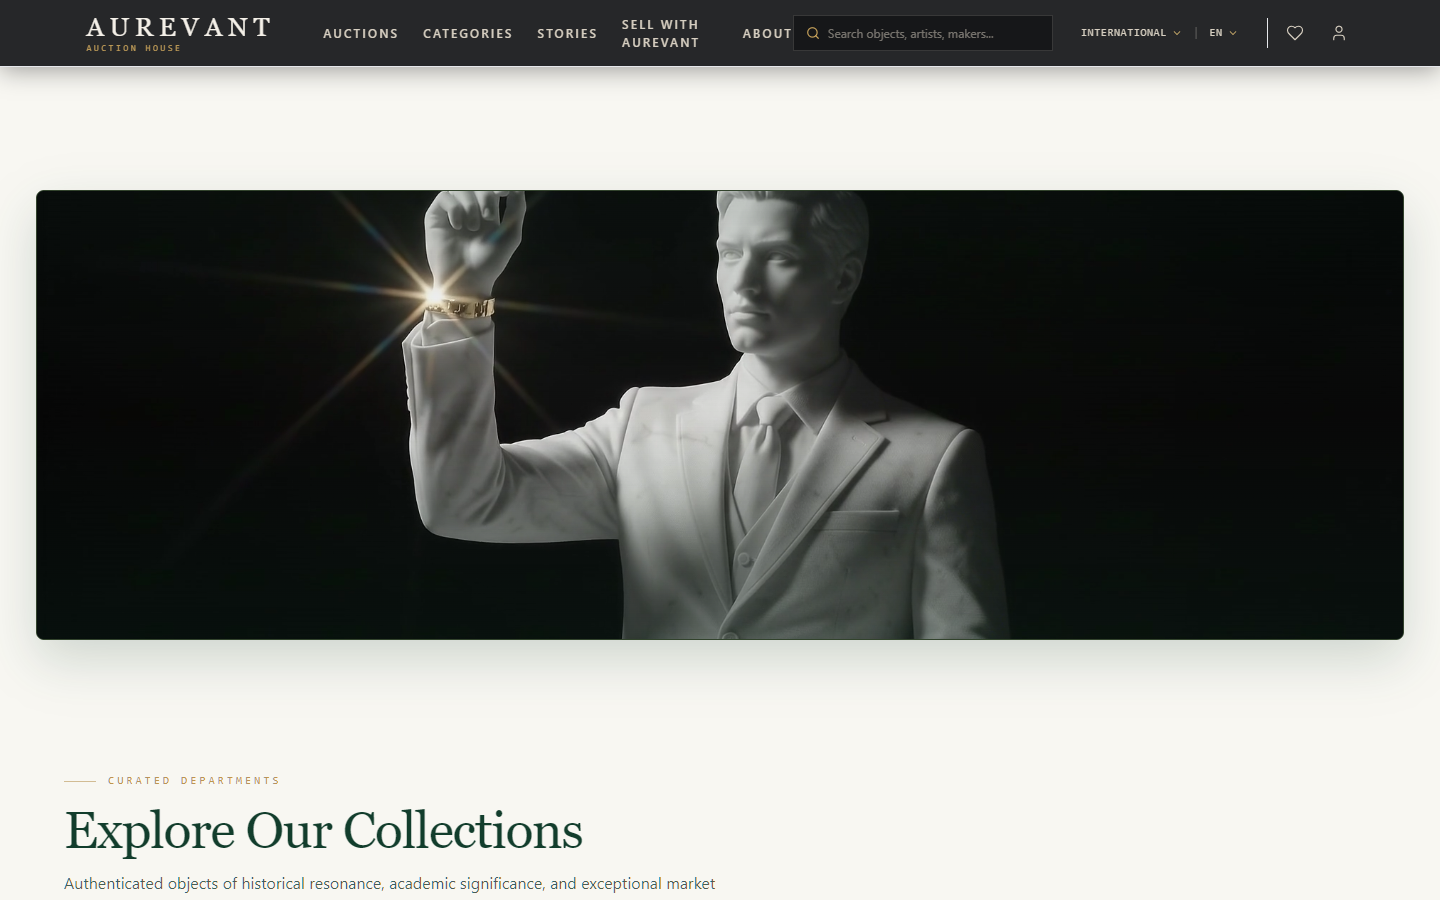 AUREVANT
AUCTION HOUSE
AUCTIONS
CATEGORIES
STORIES
SELL WITH
AUREVANT
ABOUT
Search objects, artists, makers...
INTERNATIONAL
EN
CURATED DEPARTMENTS
Explore Our Collections
Authenticated objects of historical resonance, academic significance, and exceptional market